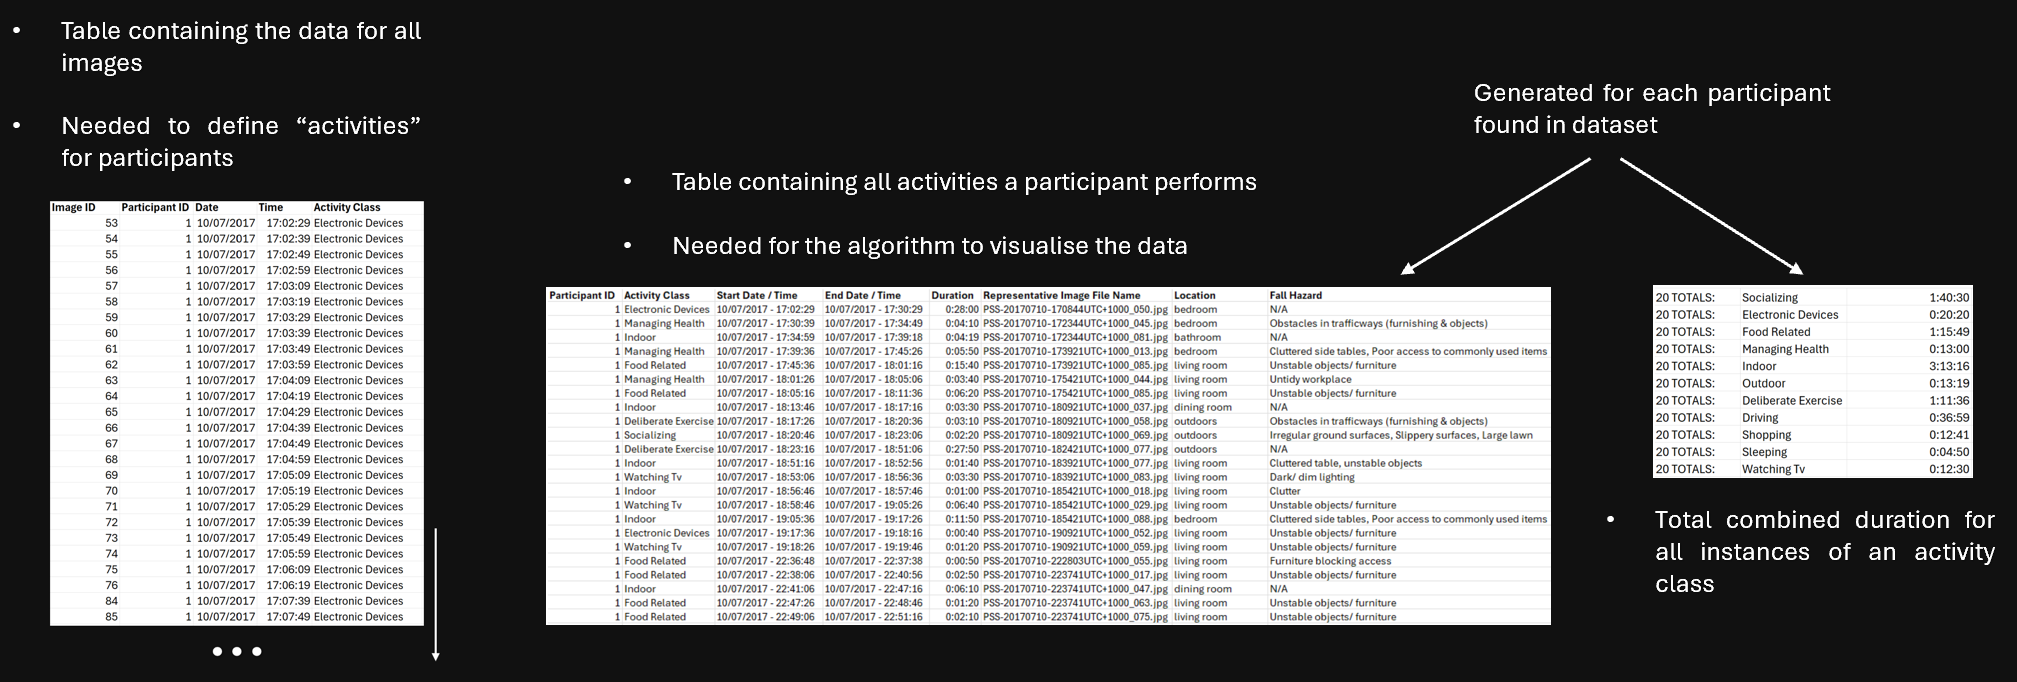 • Table containing the data for all
images
• Needed to define “activities”
for participants
Image ID Participant ID Date Time Activity Class
53 1 10/07/2017 17:02:29 Electronic Devices
54 1 10/07/2017 17:02:39 Electronic Devices
55 1 10/07/2017 17:02:49 Electronic Devices
56 1 10/07/2017 17:02:59 Electronic Devices
57 1 10/07/2017 17:03:09 Electronic Devices
58 1 10/07/2017 17:03:19 Electronic Devices
59 1 10/07/2017 17:03:29 Electronic Devices
60 1 10/07/2017 17:03:39 Electronic Devices
61 1 10/07/2017 17:03:49 Electronic Devices
62 1 10/07/2017 17:03:59 Electronic Devices
63 1 10/07/2017 17:04:09 Electronic Devices
64 1 10/07/2017 17:04:19 Electronic Devices
65 1 10/07/2017 17:04:29 Electronic Devices
66 1 10/07/2017 17:04:39 Electronic Devices
67 1 10/07/2017 17:04:49 Electronic Devices
68 1 10/07/2017 17:04:59 Electronic Devices
69 1 10/07/2017 17:05:09 Electronic Devices
70 1 10/07/2017 17:05:19 Electronic Devices
71 1 10/07/2017 17:05:29 Electronic Devices
72 1 10/07/2017 17:05:39 Electronic Devices
73 1 10/07/2017 17:05:49 Electronic Devices
74 1 10/07/2017 17:05:59 Electronic Devices
75 1 10/07/2017 17:06:09 Electronic Devices
76 1 10/07/2017 17:06:19 Electronic Devices
84 1 10/07/2017 17:07:39 Electronic Devices
85 1 10/07/2017 17:07:49 Electronic Devices
• Table containing all activities a participant performs
• Needed for the algorithm to visualise the data
Participant ID Activity Class Start Date / Time End Date / Time Duration Representative Image File Name Location Fall Hazard
1 Electronic Devices 10/07/2017 - 17:02:29 10/07/2017 - 17:30:29 0:28:00 PSS-20170710-170844UTC+1000_050.jpg bedroom N/A
1 Managing Health 10/07/2017 - 17:30:39 10/07/2017 - 17:34:49 0:04:10 PSS-20170710-172344UTC+1000_045.jpg bedroom Obstacles in trafficways (furnishing & objects)
1 Indoor 10/07/2017 - 17:34:59 10/07/2017 - 17:39:18 0:04:19 PSS-20170710-172344UTC+1000_081.jpg bathroom N/A
1 Managing Health 10/07/2017 - 17:39:36 10/07/2017 - 17:45:26 0:05:50 PSS-20170710-173921UTC+1000_013.jpg bedroom Cluttered side tables, Poor access to commonly used items
1 Food Related 10/07/2017 - 17:45:36 10/07/2017 - 18:01:16 0:15:40 PSS-20170710-173921UTC+1000_085.jpg living room Unstable objects/ furniture
1 Managing Health 10/07/2017 - 18:01:26 10/07/2017 - 18:05:06 0:03:40 PSS-20170710-175421UTC+1000_044.jpg living room Untidy workplace
1 Food Related 10/07/2017 - 18:05:16 10/07/2017 - 18:11:36 0:06:20 PSS-20170710-175421UTC+1000_085.jpg living room Unstable objects/ furniture
1 Indoor 10/07/2017 - 18:13:46 10/07/2017 - 18:17:16 0:03:30 PSS-20170710-180921UTC+1000_037.jpg dining room N/A
1 Deliberate Exercise 10/07/2017 - 18:17:26 10/07/2017 - 18:20:36 0:03:10 PSS-20170710-180921UTC+1000_058.jpg outdoors Obstacles in trafficways (furnishing & objects)
1 Socializing 10/07/2017 - 18:20:46 10/07/2017 - 18:23:06 0:02:20 PSS-20170710-180921UTC+1000_069.jpg outdoors Irregular ground surfaces, Slippery surfaces, Large lawn
1 Deliberate Exercise 10/07/2017 - 18:23:16 10/07/2017 - 18:51:06 0:27:50 PSS-20170710-182421UTC+1000_077.jpg outdoors N/A
1 Indoor 10/07/2017 - 18:51:16 10/07/2017 - 18:52:56 0:01:40 PSS-20170710-183921UTC+1000_077.jpg living room Cluttered table, unstable objects
1 Watching Tv 10/07/2017 - 18:53:06 10/07/2017 - 18:56:36 0:03:30 PSS-20170710-183921UTC+1000_083.jpg living room Dark/ dim lighting
1 Indoor 10/07/2017 - 18:56:46 10/07/2017 - 18:57:46 0:01:00 PSS-20170710-185421UTC+1000_018.jpg living room Clutter
1 Watching Tv 10/07/2017 - 18:58:46 10/07/2017 - 19:05:26 0:06:40 PSS-20170710-185421UTC+1000_029.jpg living room Unstable objects/ furniture
1 Indoor 10/07/2017 - 19:05:36 10/07/2017 - 19:17:26 0:11:50 PSS-20170710-185421UTC+1000_088.jpg bedroom Cluttered side tables, Poor access to commonly used items
1 Electronic Devices 10/07/2017 - 19:17:36 10/07/2017 - 19:18:16 0:00:40 PSS-20170710-190921UTC+1000_052.jpg living room Unstable objects/ furniture
1 Watching Tv 10/07/2017 - 19:18:26 10/07/2017 - 19:19:46 0:01:20 PSS-20170710-190921UTC+1000_059.jpg living room Unstable objects/ furniture
1 Food Related 10/07/2017 - 22:36:48 10/07/2017 - 22:37:38 0:00:50 PSS-20170710-222803UTC+1000_055.jpg living room Furniture blocking access
1 Food Related 10/07/2017 - 22:38:06 10/07/2017 - 22:40:56 0:02:50 PSS-20170710-223741UTC+1000_017.jpg living room Unstable objects/ furniture
1 Indoor 10/07/2017 - 22:41:06 10/07/2017 - 22:47:16 0:06:10 PSS-20170710-223741UTC+1000_047.jpg dining room N/A
1 Food Related 10/07/2017 - 22:47:26 10/07/2017 - 22:48:46 0:01:20 PSS-20170710-223741UTC+1000_063.jpg living room Unstable objects/ furniture
1 Food Related 10/07/2017 - 22:49:06 10/07/2017 - 22:51:16 0:02:10 PSS-20170710-223741UTC+1000_075.jpg living room Unstable objects/ furniture
Generated for each participant
found in dataset
20 TOTALS: Socializing 1:40:30
20 TOTALS: Electronic Devices 0:20:20
20 TOTALS: Food Related 1:15:49
20 TOTALS: Managing Health 0:13:00
20 TOTALS: Indoor 3:13:16
20 TOTALS: Outdoor 0:13:19
20 TOTALS: Deliberate Exercise 1:11:36
20 TOTALS: Driving 0:36:59
20 TOTALS: Shopping 0:12:41
20 TOTALS: Sleeping 0:04:50
20 TOTALS: Watching Tv 0:12:30
• Total combined duration for
all instances of an activity
class